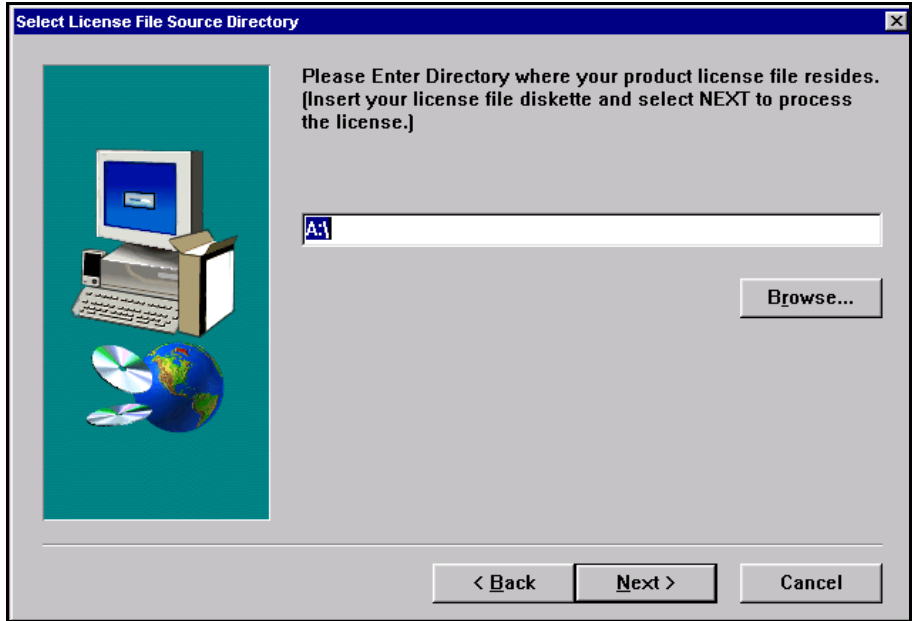 Select License File Source Directory
Please Enter Directory where your product license file resides.
(Insert your license file diskette and select NEXT to process
the license.)
A:\
Browse...
< Back
Next >
Cancel